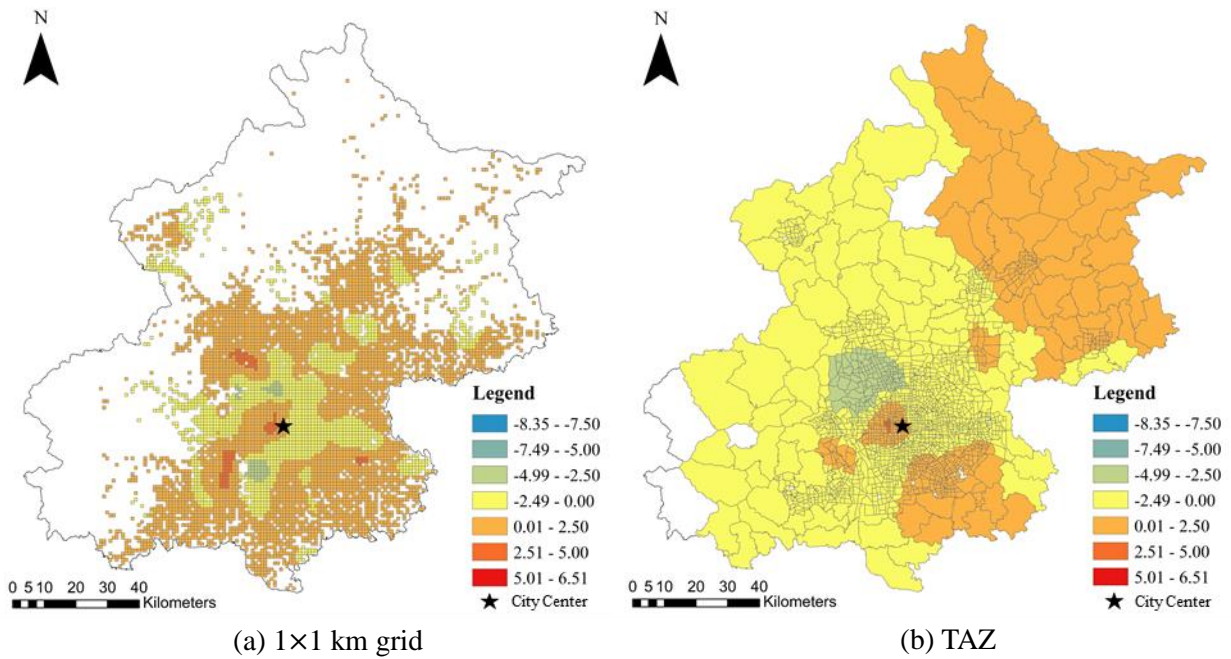 N
Legend
-8.35 - -7.50
-7.49 - -5.00
-4.99 - -2.50
-2.49 - 0.00
0.01 - 2.50
2.51 - 5.00
5.01 - 6.51
City Center
0 5 10 20 30 40
Kilometers
(a) 1×1 km grid
N
Legend
-8.35 - -7.50
-7.49 - -5.00
-4.99 - -2.50
-2.49 - 0.00
0.01 - 2.50
2.51 - 5.00
5.01 - 6.51
City Center
0 5 10 20 30 40
Kilometers
(b) TAZ